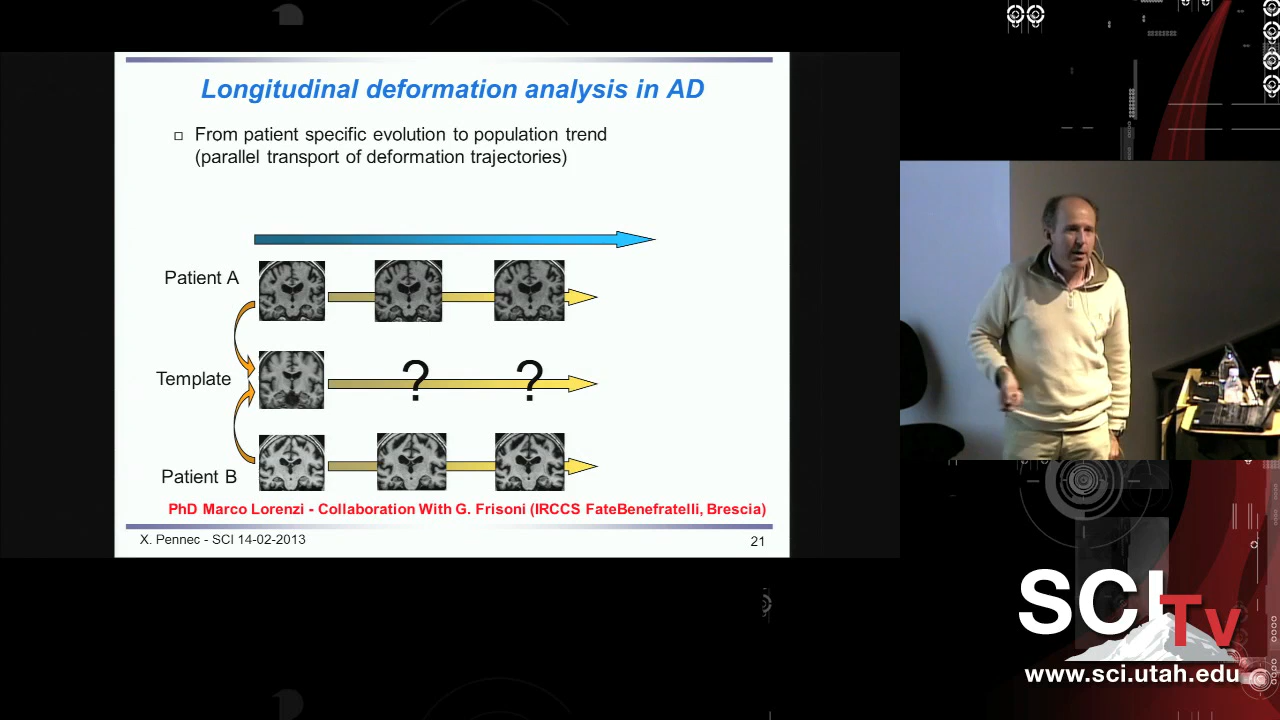 Longitudinal deformation analysis in AD
From patient specific evolution to population trend
(parallel transport of deformation trajectories)
Patient A
Template
?
?
Patient B
PhD Marco Lorenzi - Collaboration With G. Frisoni (IRCCS FateBenefratelli, Brescia)
X. Pennec - SCI 14-02-2013
21
SCI
Tv
www.sci.utah.edu